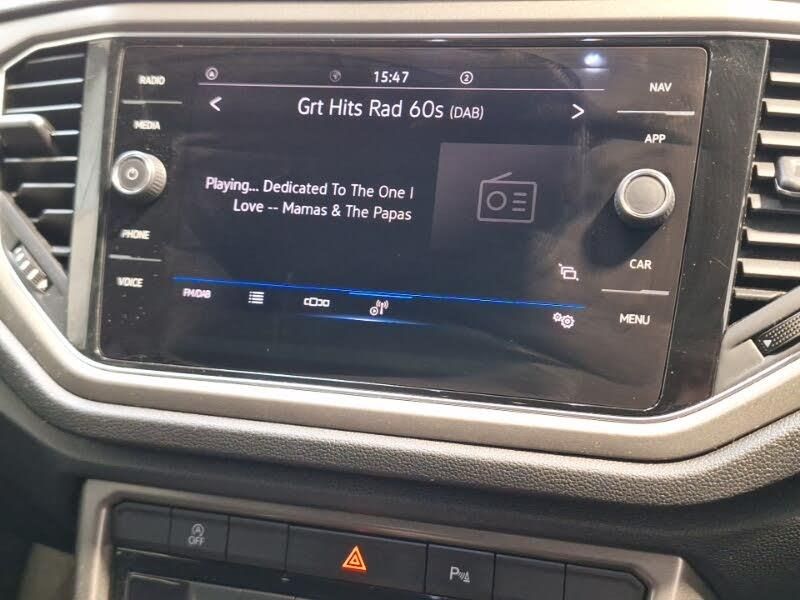 RADIO
MEDIA
PHONE
VOICE
A 15:47 2
< Grt Hits Rad 60s (DAB) >
Playing... Dedicated To The One I
Love -- Mamas & The Papas
FM/DAB
NAV
APP
CAR
MENU
A
OFF
P